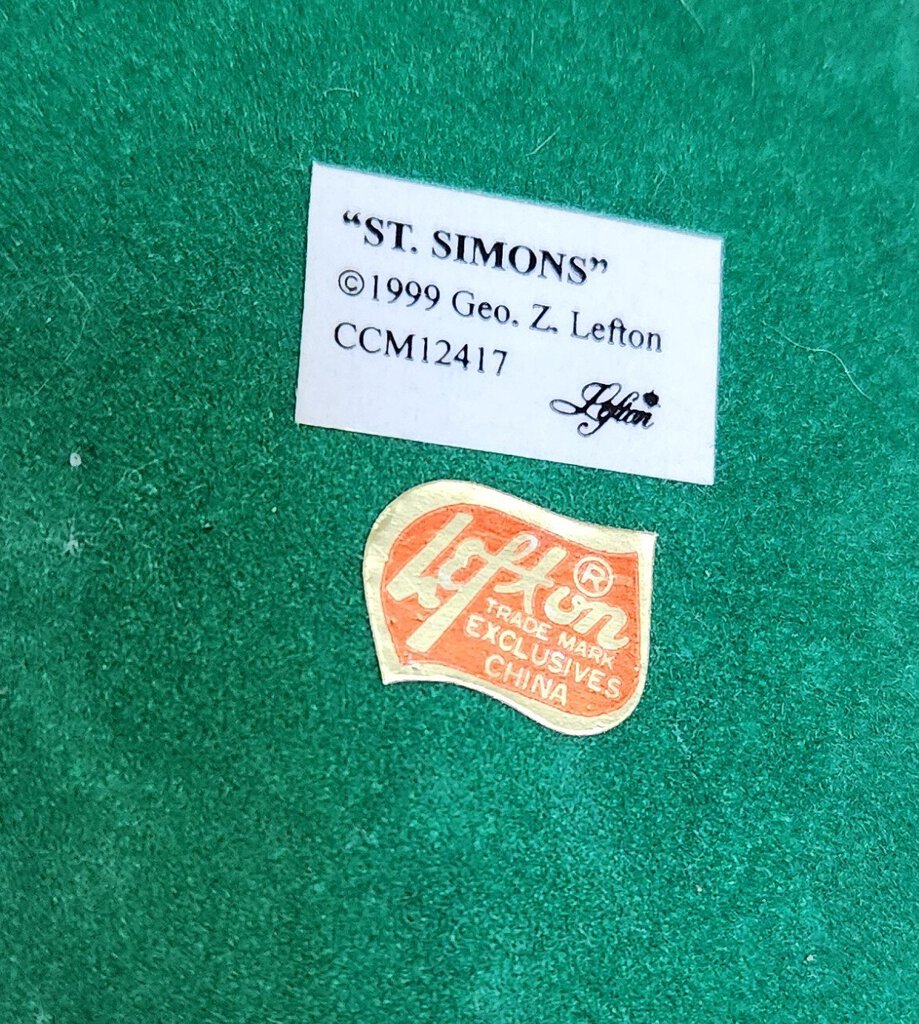 “ST. SIMONS”
©1999 Geo. Z. Lefton
CCM12417
Lefton
Lefton ®
TRADE MARK
EXCLUSIVES
CHINA